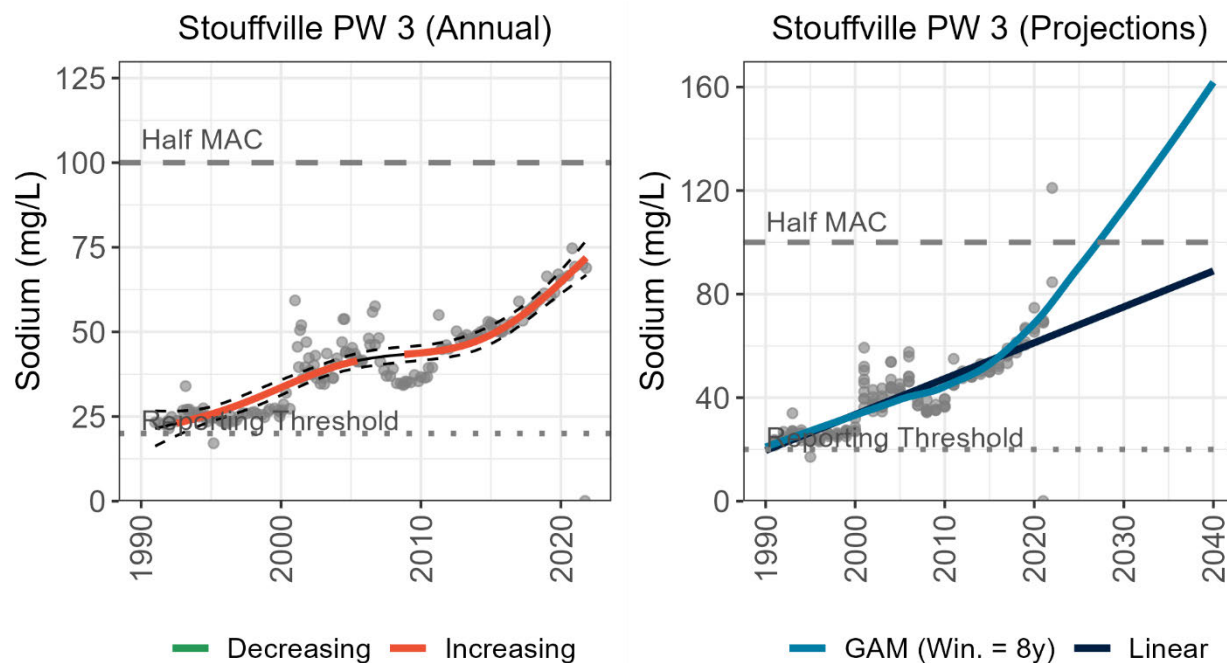 Stouffville PW 3 (Annual)
Sodium (mg/L)
125
100
75
50
25
0
Half MAC
Reporting Threshold
1990
2000
2010
2020
Decreasing
Increasing
Stouffville PW 3 (Projections)
Sodium (mg/L)
160
120
80
40
0
Half MAC
Reporting Threshold
1990
2000
2010
2020
2030
2040
GAM (Win. = 8y)
Linear